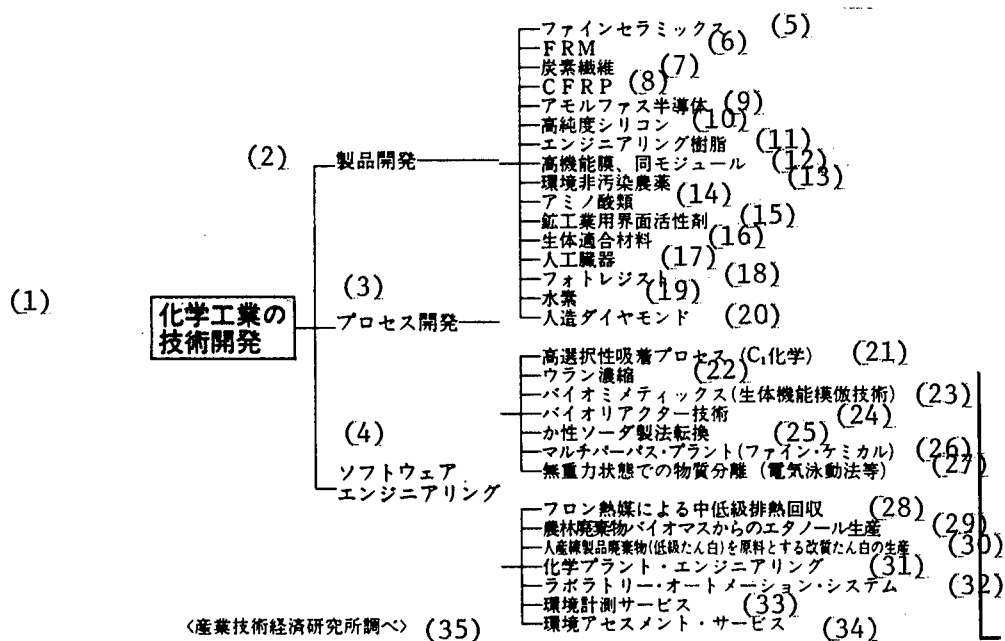 ファインセラミックス (5)
FRM (6)
炭素繊維 (7)
CFRP (8)
アモルファス半導体 (9)
高純度シリコン (10)
エンジニアリング樹脂 (11)
(2) 製品開発
高機能膜、同モジュール (12)
環境非汚染農薬 (13)
アミノ酸類 (14)
鉱工業用界面活性剤 (15)
生体適合材料 (16)
人工臓器 (17)
フォトレジスト (18)
水素 (19)
人造ダイヤモンド (20)
(1)
化学工業の
技術開発
(3)
プロセス開発
高選択性吸着プロセス (C₁化学) (21)
ウラン濃縮 (22)
バイオミメティックス(生体機能模倣技術) (23)
バイオリアクター技術 (24)
か性ソーダ製法転換 (25)
マルチパーパス・プラント(ファイン・ケミカル) (26)
無重力状態での物質分離 (電気泳動法等) (27)
(4)
ソフトウェア
エンジニアリング
フロン熱媒による中低級排熱回収 (28)
農林廃棄物バイオマスからのエタノール生産 (29)
人産練製品廃棄物(低級たん白)を原料とする改質たん白の生産 (30)
化学プラント・エンジニアリング (31)
ラボラトリー・オートメーション・システム (32)
環境計測サービス (33)
環境アセスメント・サービス (34)
〈産業技術経済研究所調べ〉 (35)